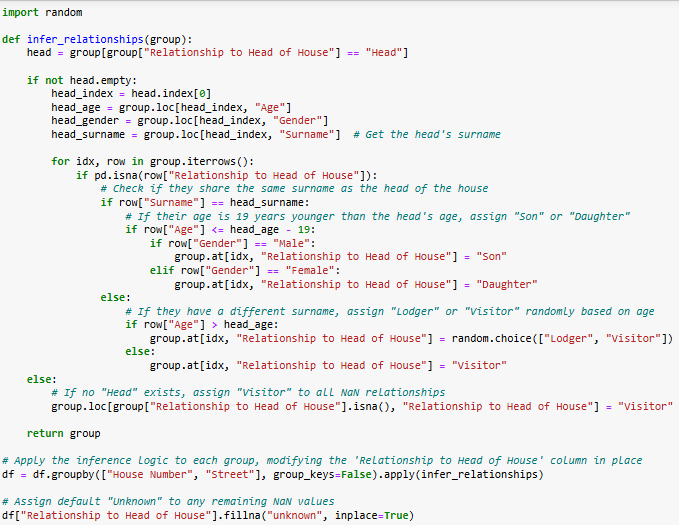 import random
def infer_relationships(group):
    head = group[group["Relationship to Head of House"] == "Head"]
    if not head.empty:
        head_index = head.index[0]
        head_age = group.loc[head_index, "Age"]
        head_gender = group.loc[head_index, "Gender"]
        head_surname = group.loc[head_index, "Surname"]  # Get the head's surname
        for idx, row in group.iterrows():
            if pd.isna(row["Relationship to Head of House"]):
                # Check if they share the same surname as the head of the house
                if row["Surname"] == head_surname:
                    # If their age is 19 years younger than the head's age, assign "Son" or "Daughter"
                    if row["Age"] <= head_age - 19:
                        if row["Gender"] == "Male":
                            group.at[idx, "Relationship to Head of House"] = "Son"
                        elif row["Gender"] == "Female":
                            group.at[idx, "Relationship to Head of House"] = "Daughter"
                else:
                    # If they have a different surname, assign "Lodger" or "Visitor" randomly based on age
                    if row["Age"] > head_age:
                        group.at[idx, "Relationship to Head of House"] = random.choice(["Lodger", "Visitor"])
                    else:
                        group.at[idx, "Relationship to Head of House"] = "Visitor"
    else:
        # If no "Head" exists, assign "Visitor" to all NaN relationships
        group.loc[group["Relationship to Head of House"].isna(), "Relationship to Head of House"] = "Visitor"
    return group
# Apply the inference logic to each group, modifying the 'Relationship to Head of House' column in place
df = df.groupby(["House Number", "Street"], group_keys=False).apply(infer_relationships)
# Assign default "Unknown" to any remaining NaN values
df["Relationship to Head of House"].fillna("unknown", inplace=True)